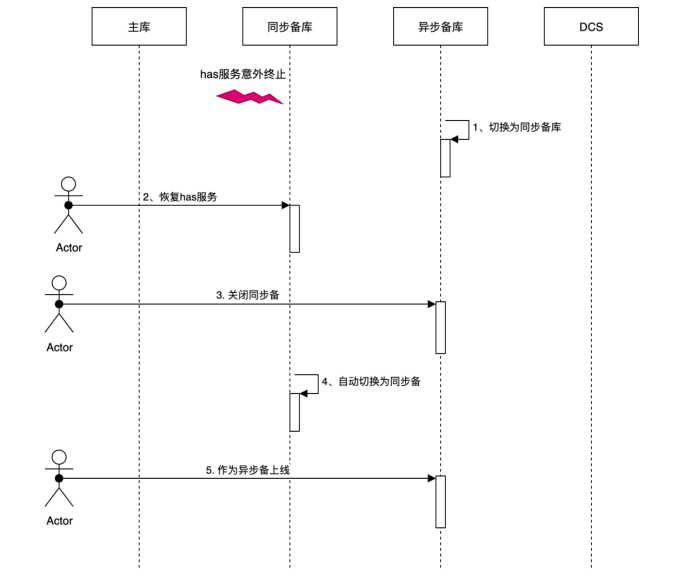 主库
同步备库
异步备库
DCS
has服务意外终止
1、切换为同步备库
2、恢复has服务
Actor
3. 关闭同步备
Actor
4、自动切换为同步备
5. 作为异步备上线
Actor